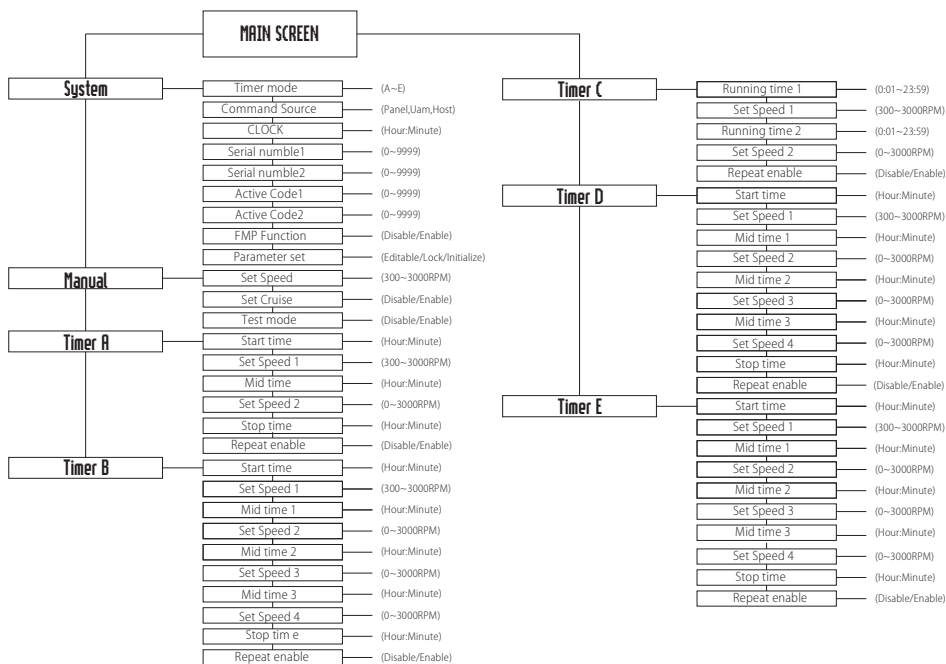 MAIN SCREEN
System
Timer mode (A~E)
Command Source (Panel,Uam,Host)
CLOCK (Hour:Minute)
Serial numble1 (0~9999)
Serial numble2 (0~9999)
Active Code1 (0~9999)
Active Code2 (0~9999)
FMP Function (Disable/Enable)
Parameter set (Editable/Lock/Initialize)
Manual
Set Speed (300~3000RPM)
Set Cruise (Disable/Enable)
Test mode (Disable/Enable)
Timer A
Start time (Hour:Minute)
Set Speed 1 (300~3000RPM)
Mid time (Hour:Minute)
Set Speed 2 (0~3000RPM)
Stop time (Hour:Minute)
Repeat enable (Disable/Enable)
Timer B
Start time (Hour:Minute)
Set Speed 1 (300~3000RPM)
Mid time 1 (Hour:Minute)
Set Speed 2 (0~3000RPM)
Mid time 2 (Hour:Minute)
Set Speed 3 (0~3000RPM)
Mid time 3 (Hour:Minute)
Set Speed 4 (0~3000RPM)
Stop tim e (Hour:Minute)
Repeat enable (Disable/Enable)
Timer C
Running time 1 (0:01~23:59)
Set Speed 1 (300~3000RPM)
Running time 2 (0:01~23:59)
Set Speed 2 (0~3000RPM)
Repeat enable (Disable/Enable)
Timer D
Start time (Hour:Minute)
Set Speed 1 (300~3000RPM)
Mid time 1 (Hour:Minute)
Set Speed 2 (0~3000RPM)
Mid time 2 (Hour:Minute)
Set Speed 3 (0~3000RPM)
Mid time 3 (Hour:Minute)
Set Speed 4 (0~3000RPM)
Stop time (Hour:Minute)
Repeat enable (Disable/Enable)
Timer E
Start time (Hour:Minute)
Set Speed 1 (300~3000RPM)
Mid time 1 (Hour:Minute)
Set Speed 2 (0~3000RPM)
Mid time 2 (Hour:Minute)
Set Speed 3 (0~3000RPM)
Mid time 3 (Hour:Minute)
Set Speed 4 (0~3000RPM)
Stop time (Hour:Minute)
Repeat enable (Disable/Enable)